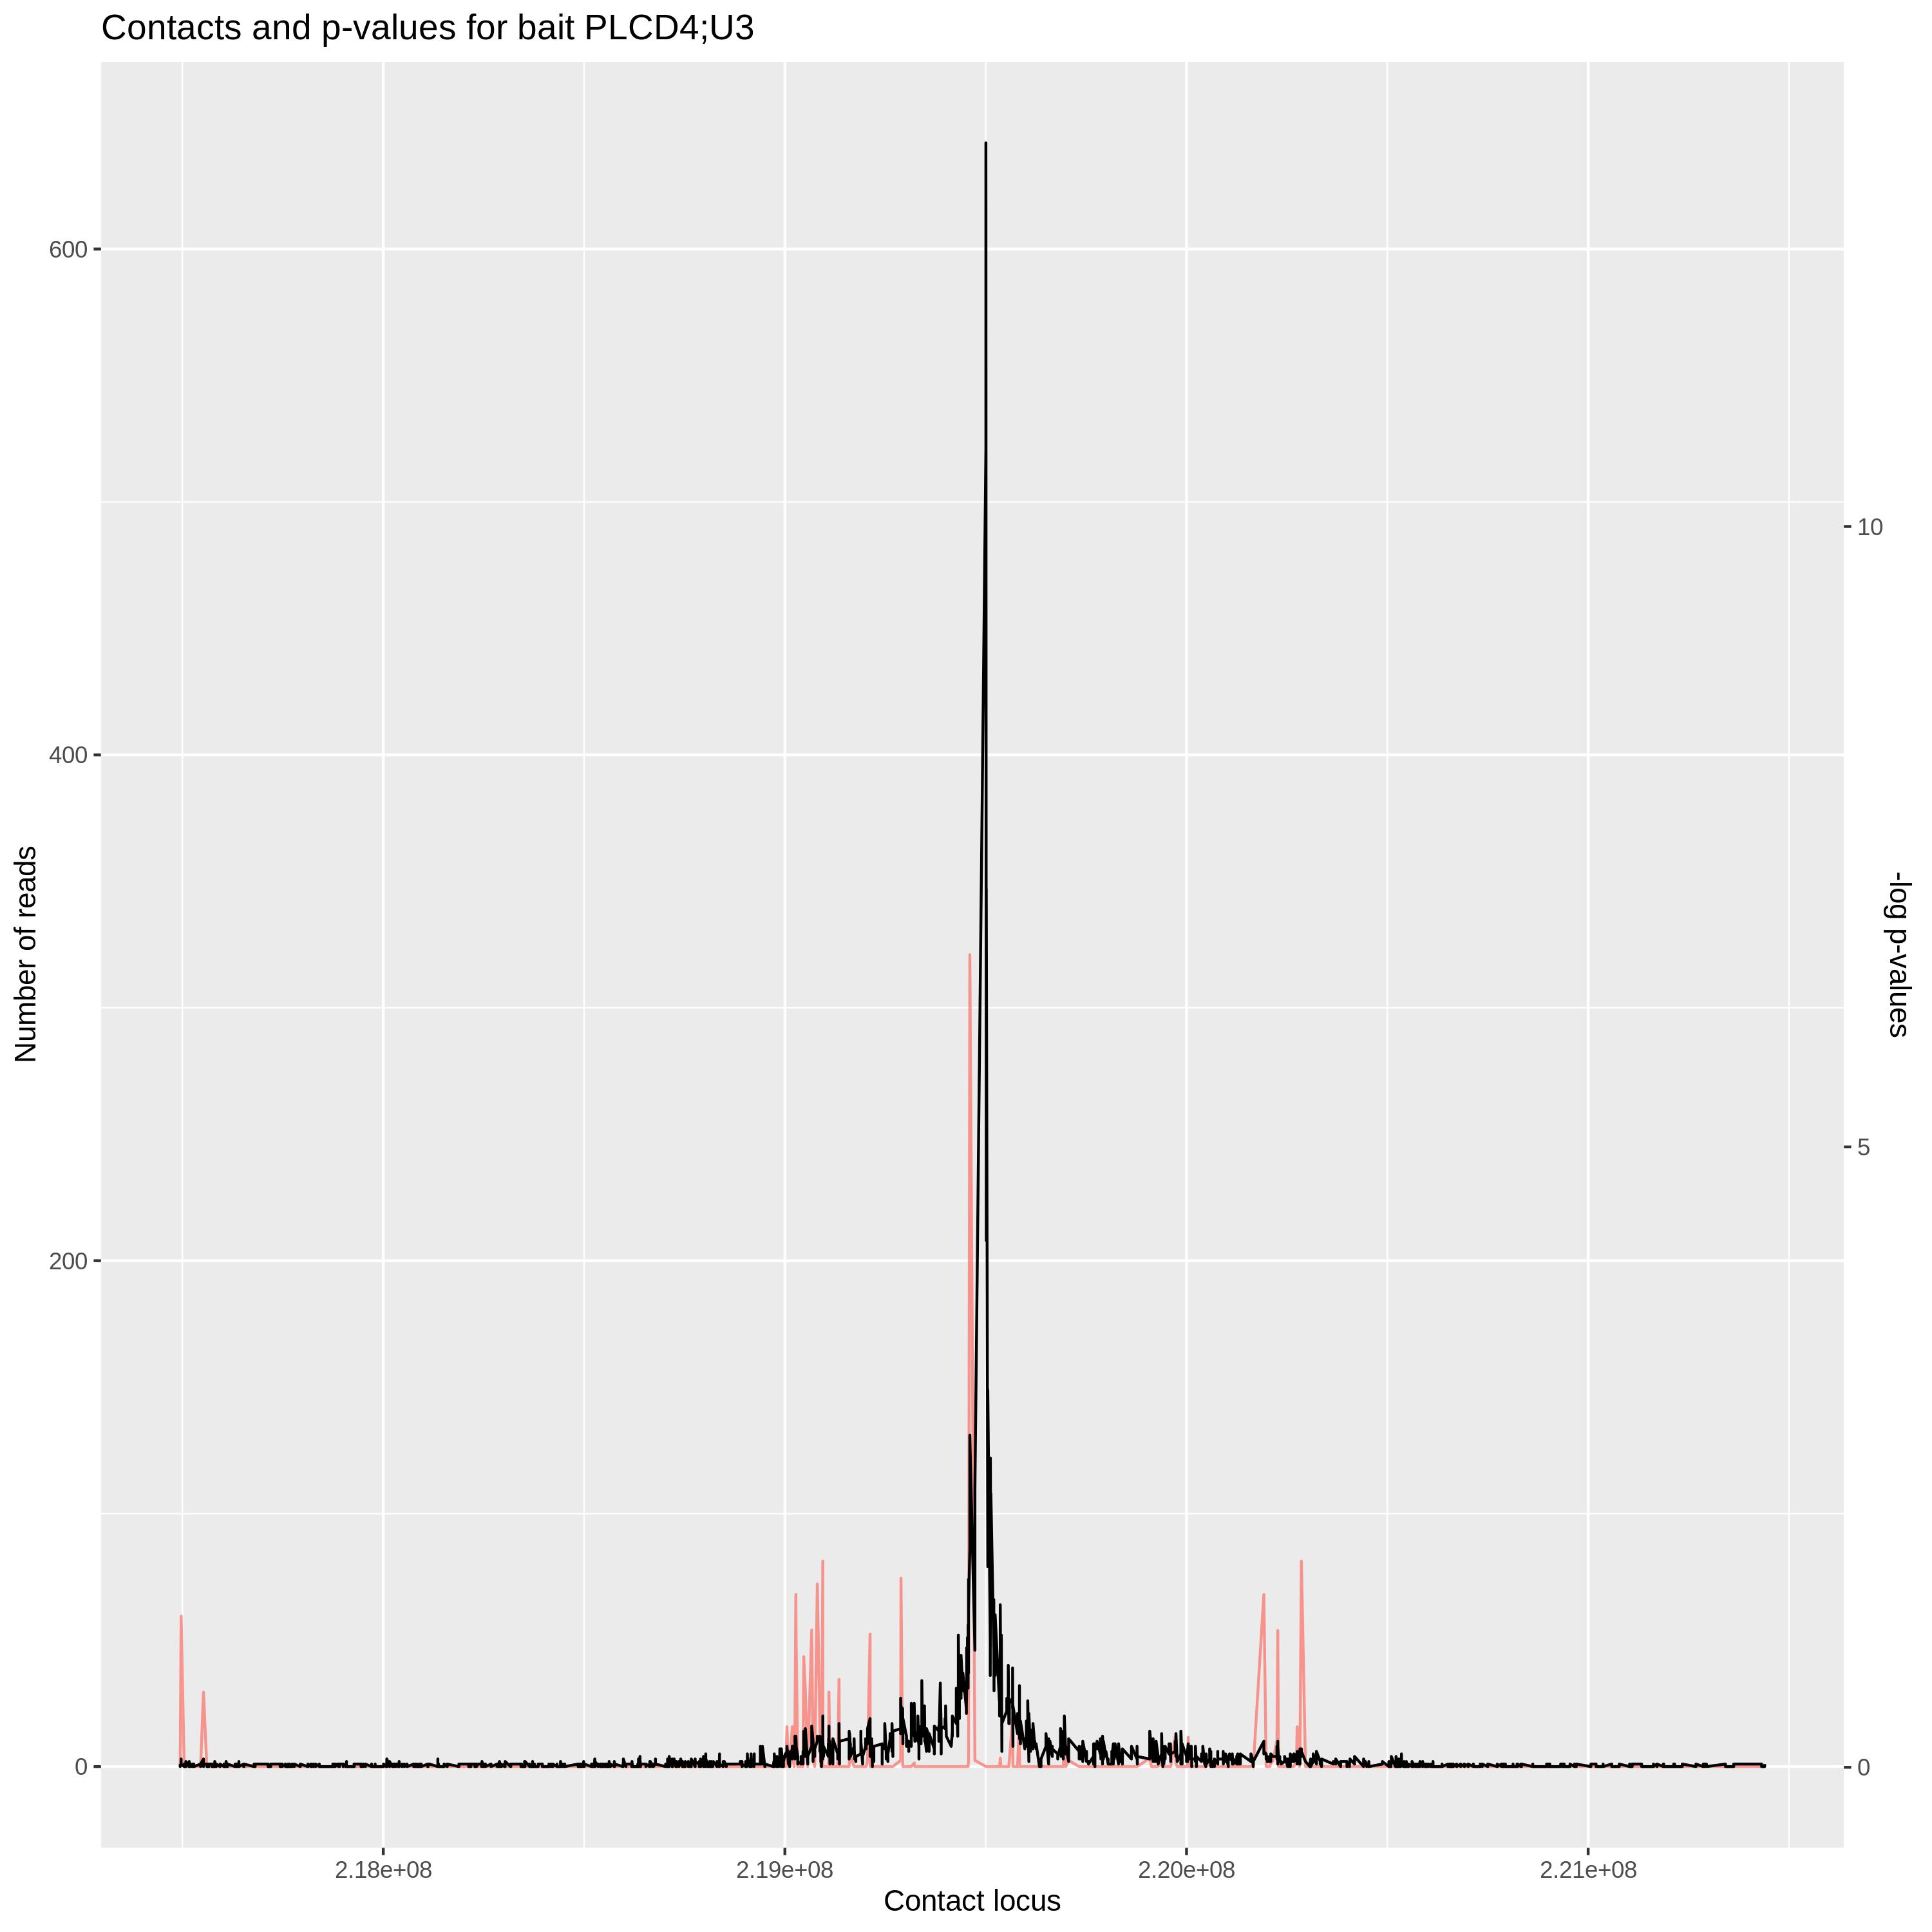 Contacts and p-values for bait PLCD4;U3
600
400
200
0
10
5
0
Number of reads
-log p-values
2.18e+08
2.19e+08
2.20e+08
2.21e+08
Contact locus